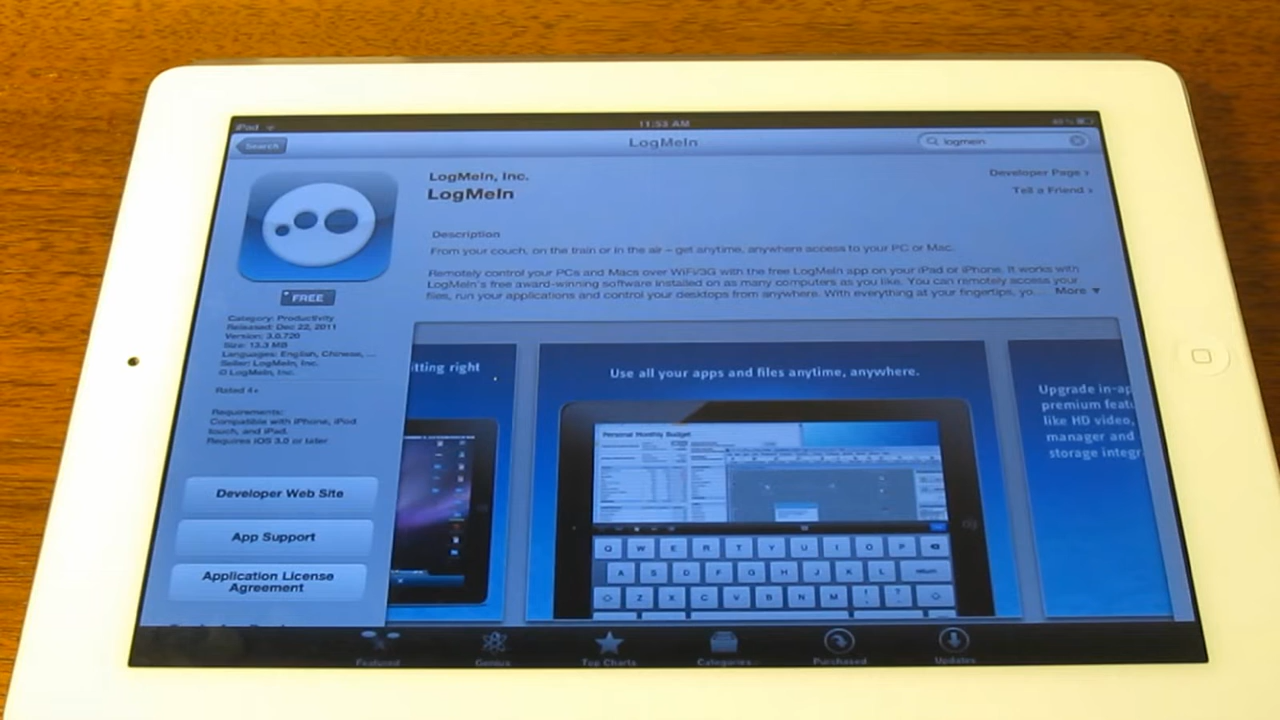 iPad
11:53 AM
Search
LogMeIn
logmein
LogMeIn, Inc.
LogMeIn
Developer Page ›
Tell a Friend ›
Description
From your couch, on the train or in the air – get anytime, anywhere access to your PC or Mac.
Remotely control your PCs and Macs over WiFi/3G with the free LogMeIn app on your iPad or iPhone. It works with
LogMeIn's free award-winning software installed on as many computers as you like. You can remotely access your
files, run your applications and control your desktops from anywhere. With everything at your fingertips, yo... More ▼
FREE
Category: Productivity
Released: Dec 22, 2011
Version: 3.0.720
Size: 13.3 MB
Languages: English, Chinese, ...
Seller: LogMeIn, Inc.
© LogMeIn, Inc.
Rated 4+
Requirements:
Compatible with iPhone, iPod
touch, and iPad.
Requires iOS 3.0 or later
Developer Web Site
App Support
Application License
Agreement
itting right
Use all your apps and files anytime, anywhere.
Personal Monthly Budget
Q W E R T Y U I O P
A S D F G H J K L return
Z X C V B N M ! ?
Upgrade in-ap
premium featu
like HD video,
manager and
storage integr
Featured
Genius
Top Charts
Categories
Purchased
Updates